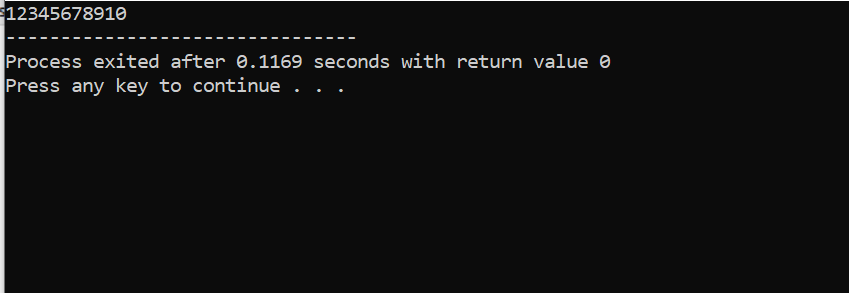 12345678910
--------------------------------
Process exited after 0.1169 seconds with return value 0
Press any key to continue . . .